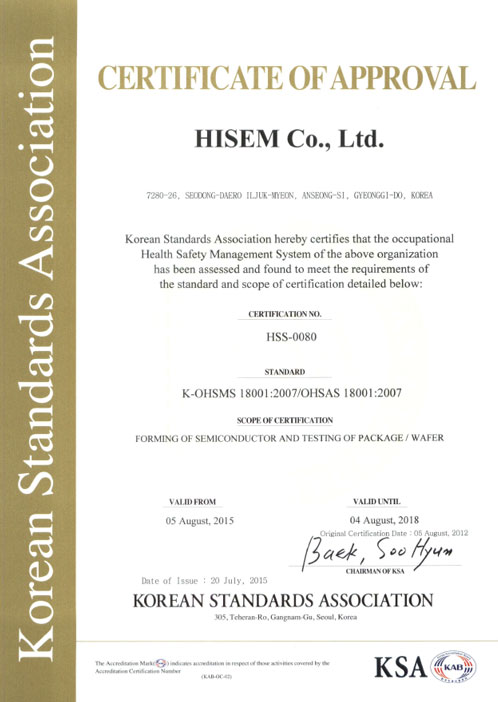 Korean Standards Association
CERTIFICATE OF APPROVAL
HISEM Co., Ltd.
7280-26, SEODONG-DAERO ILJUK-MYEON, ANSEONG-SI, GYEONGGI-DO, KOREA
Korean Standards Association hereby certifies that the occupational
Health Safety Management System of the above organization
has been assessed and found to meet the requirements of
the standard and scope of certification detailed below:
CERTIFICATION NO.
HSS-0080
STANDARD
K-OHSMS 18001:2007/OHSAS 18001:2007
SCOPE OF CERTIFICATION
FORMING OF SEMICONDUCTOR AND TESTING OF PACKAGE / WAFER
VALID FROM
05 August, 2015
VALID UNTIL
04 August, 2018
Original Certification Date : 05 August, 2012
Baek, Soo Hyun
CHAIRMAN OF KSA
Date of Issue : 20 July, 2015
KOREAN STANDARDS ASSOCIATION
305, Teheran-Ro, Gangnam-Gu, Seoul, Korea
The Accreditation Mark( ) indicates accreditation in respect of those activities covered by the
Accreditation Certification Number
(KAB-OC-02)
KSA
KAB